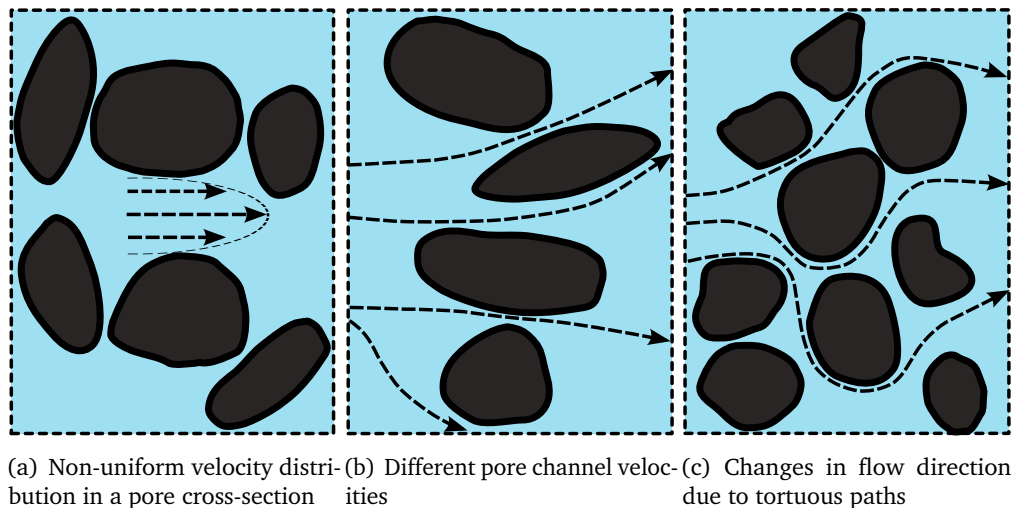 (a) Non-uniform velocity distri-
bution in a pore cross-section
(b) Different pore channel veloc-
ities
(c) Changes in flow direction
due to tortuous paths